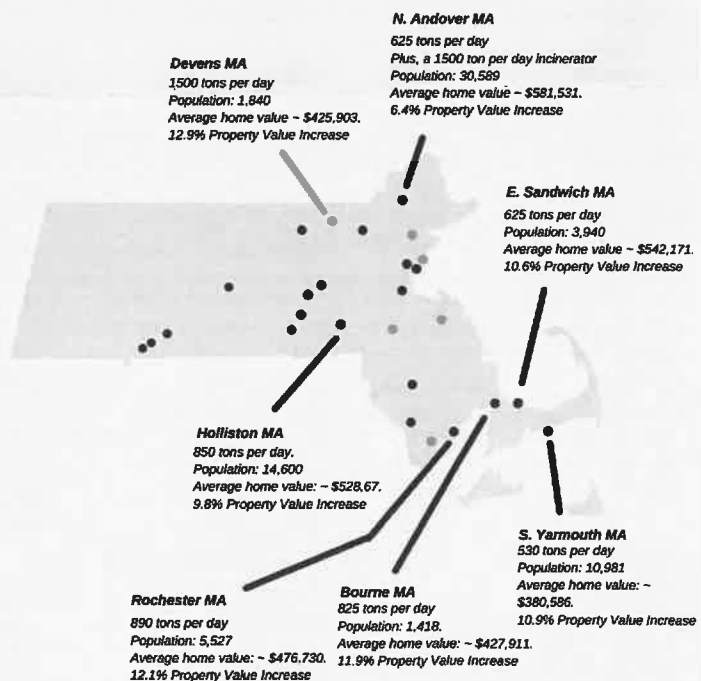 N. Andover MA
625 tons per day
Plus, a 1500 ton per day incinerator
Population: 30,589
Average home value ~ $581,531.
6.4% Property Value Increase
Devens MA
1500 tons per day
Population: 1,840
Average home value ~ $425,903.
12.9% Property Value Increase
E. Sandwich MA
625 tons per day
Population: 3,940
Average home value ~ $542,171.
10.6% Property Value Increase
Holliston MA
850 tons per day.
Population: 14,600
Average home value: ~ $528,67.
9.8% Property Value Increase
S. Yarmouth MA
530 tons per day
Population: 10,981
Average home value: ~
$380,586.
10.9% Property Value Increase
Rochester MA
890 tons per day
Population: 5,527
Average home value: ~ $476.730.
12.1% Property Value Increase
Bourne MA
825 tons per day
Population: 1,418.
Average home value: ~ $427,911.
11.9% Property Value Increase